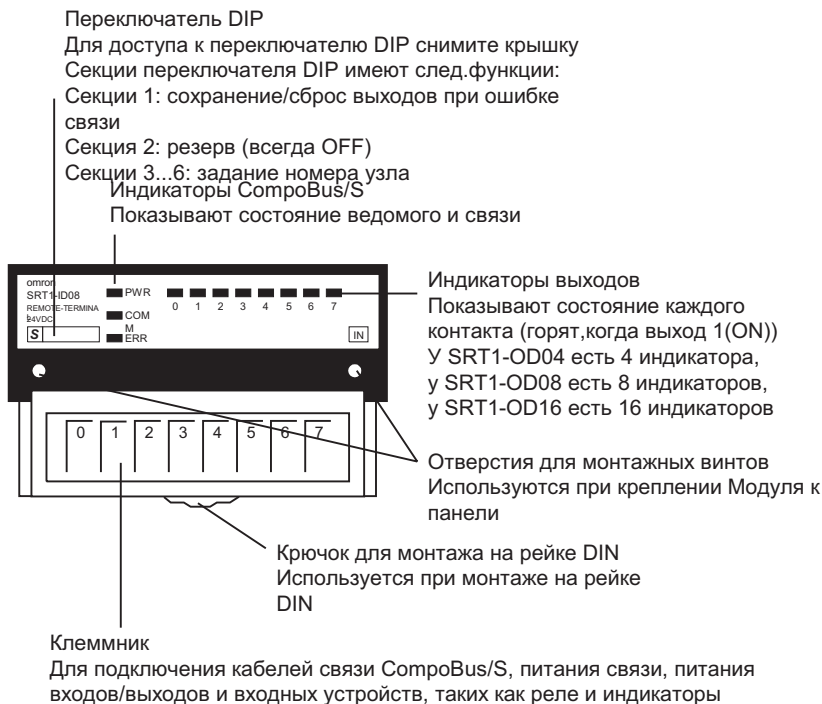 Переключатель DIP
Для доступа к переключателю DIP снимите крышку
Секции переключателя DIP имеют след.функции:
Секции 1: сохранение/сброс выходов при ошибке
связи
Секция 2: резерв (всегда OFF)
Секции 3...6: задание номера узла
Индикаторы CompoBus/S
Показывают состояние ведомого и связи
omron
SRT1-ID08
REMOTE-TERMINA
L
24VDC
S
PWR
COM
M
ERR
0 1 2 3 4 5 6 7
IN
Индикаторы выходов
Показывают состояние каждого
контакта (горят,когда выход 1(ON))
У SRT1-OD04 есть 4 индикатора,
у SRT1-OD08 есть 8 индикаторов,
у SRT1-OD16 есть 16 индикаторов
0 1 2 3 4 5 6 7
Отверстия для монтажных винтов
Используются при креплении Модуля к
панели
Крючок для монтажа на рейке DIN
Используется при монтаже на рейке
DIN
Клеммник
Для подключения кабелей связи CompoBus/S, питания связи, питания
входов/выходов и входных устройств, таких как реле и индикаторы